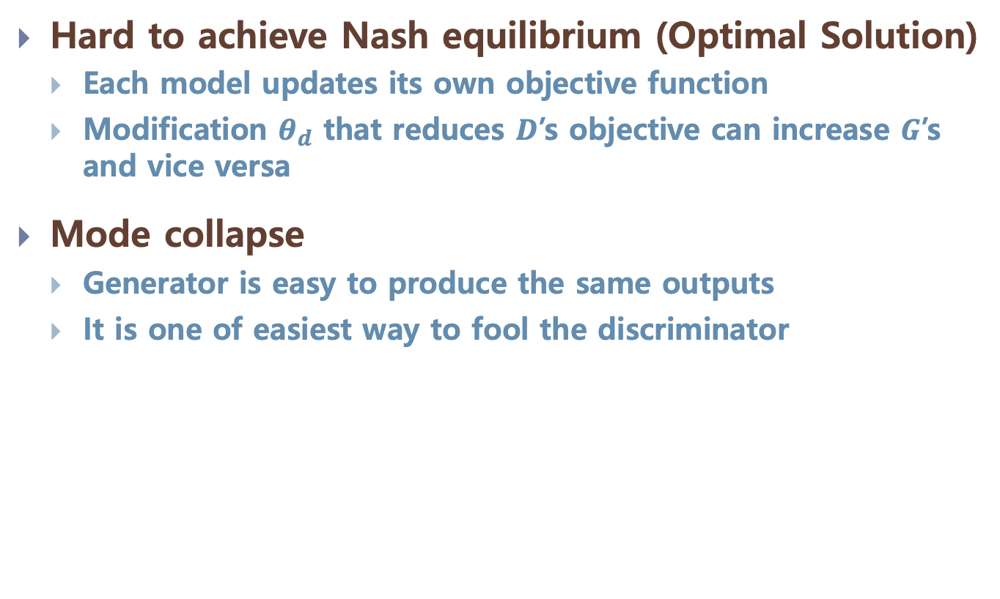 Hard to achieve Nash equilibrium (Optimal Solution)
Each model updates its own objective function
Modification θ_d that reduces D's objective can increase G's
and vice versa
Mode collapse
Generator is easy to produce the same outputs
It is one of easiest way to fool the discriminator